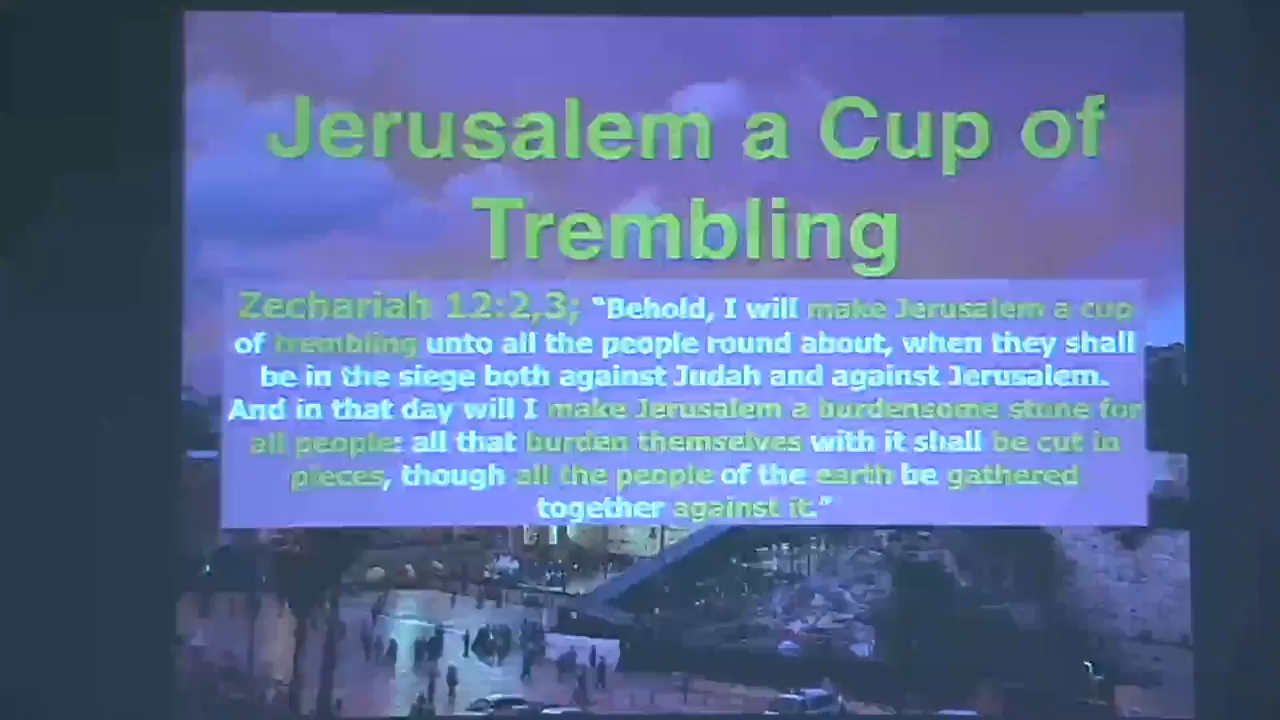 Jerusalem a Cup of
Trembling
Zechariah 12:2,3; “Behold, I will make Jerusalem a cup
of trembling unto all the people round about, when they shall
be in the siege both against Judah and against Jerusalem.
And in that day will I make Jerusalem a burdensome stone for
all people: all that burden themselves with it shall be cut in
pieces, though all the people of the earth be gathered
together against it.”